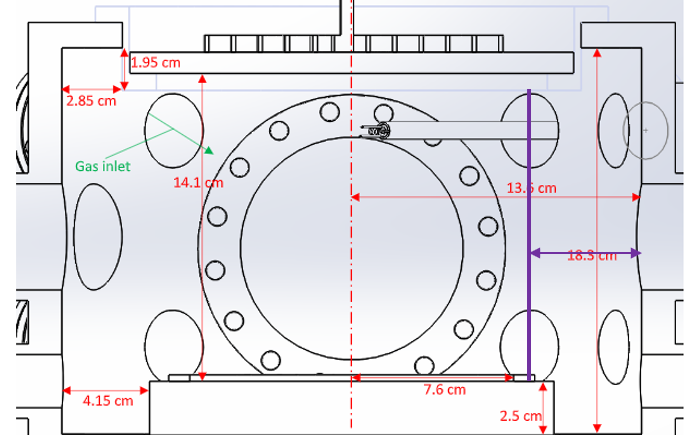 1.95 cm
2.85 cm
Gas inlet
14.1 cm
13.6 cm
18.3 cm
7.6 cm
4.15 cm
2.5 cm